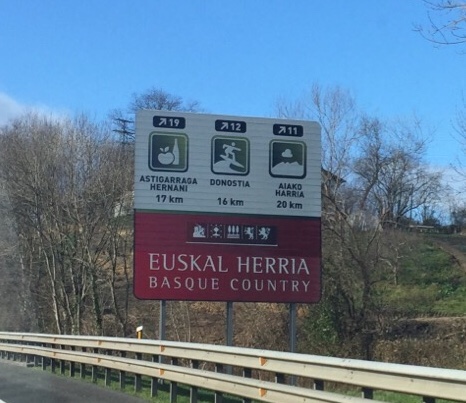 ↗19
↗12
↗11
ASTIGARRAGA
HERNANI
17 km
DONOSTIA
16 km
AIAKO
HARRIA
20 km
EUSKAL HERRIA
BASQUE COUNTRY